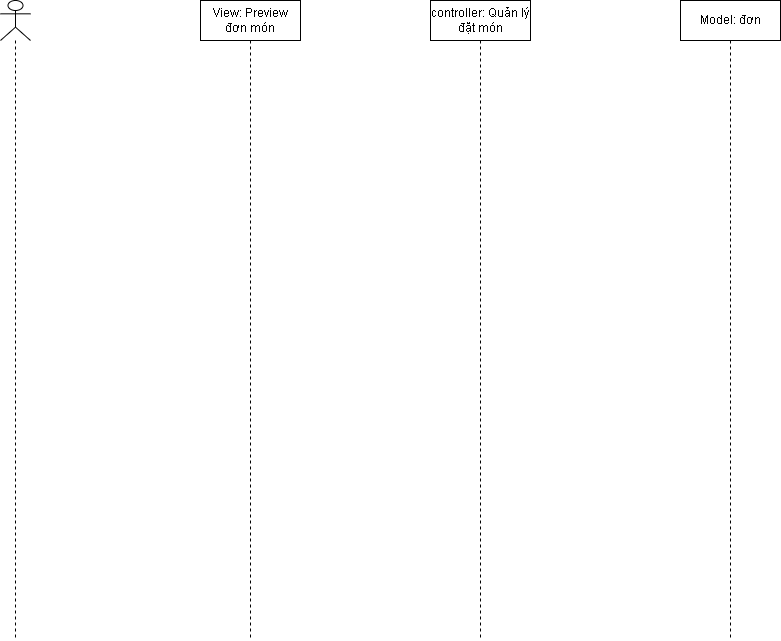 View: Preview
đơn món
controller: Quản lý
đặt món
Model: đơn